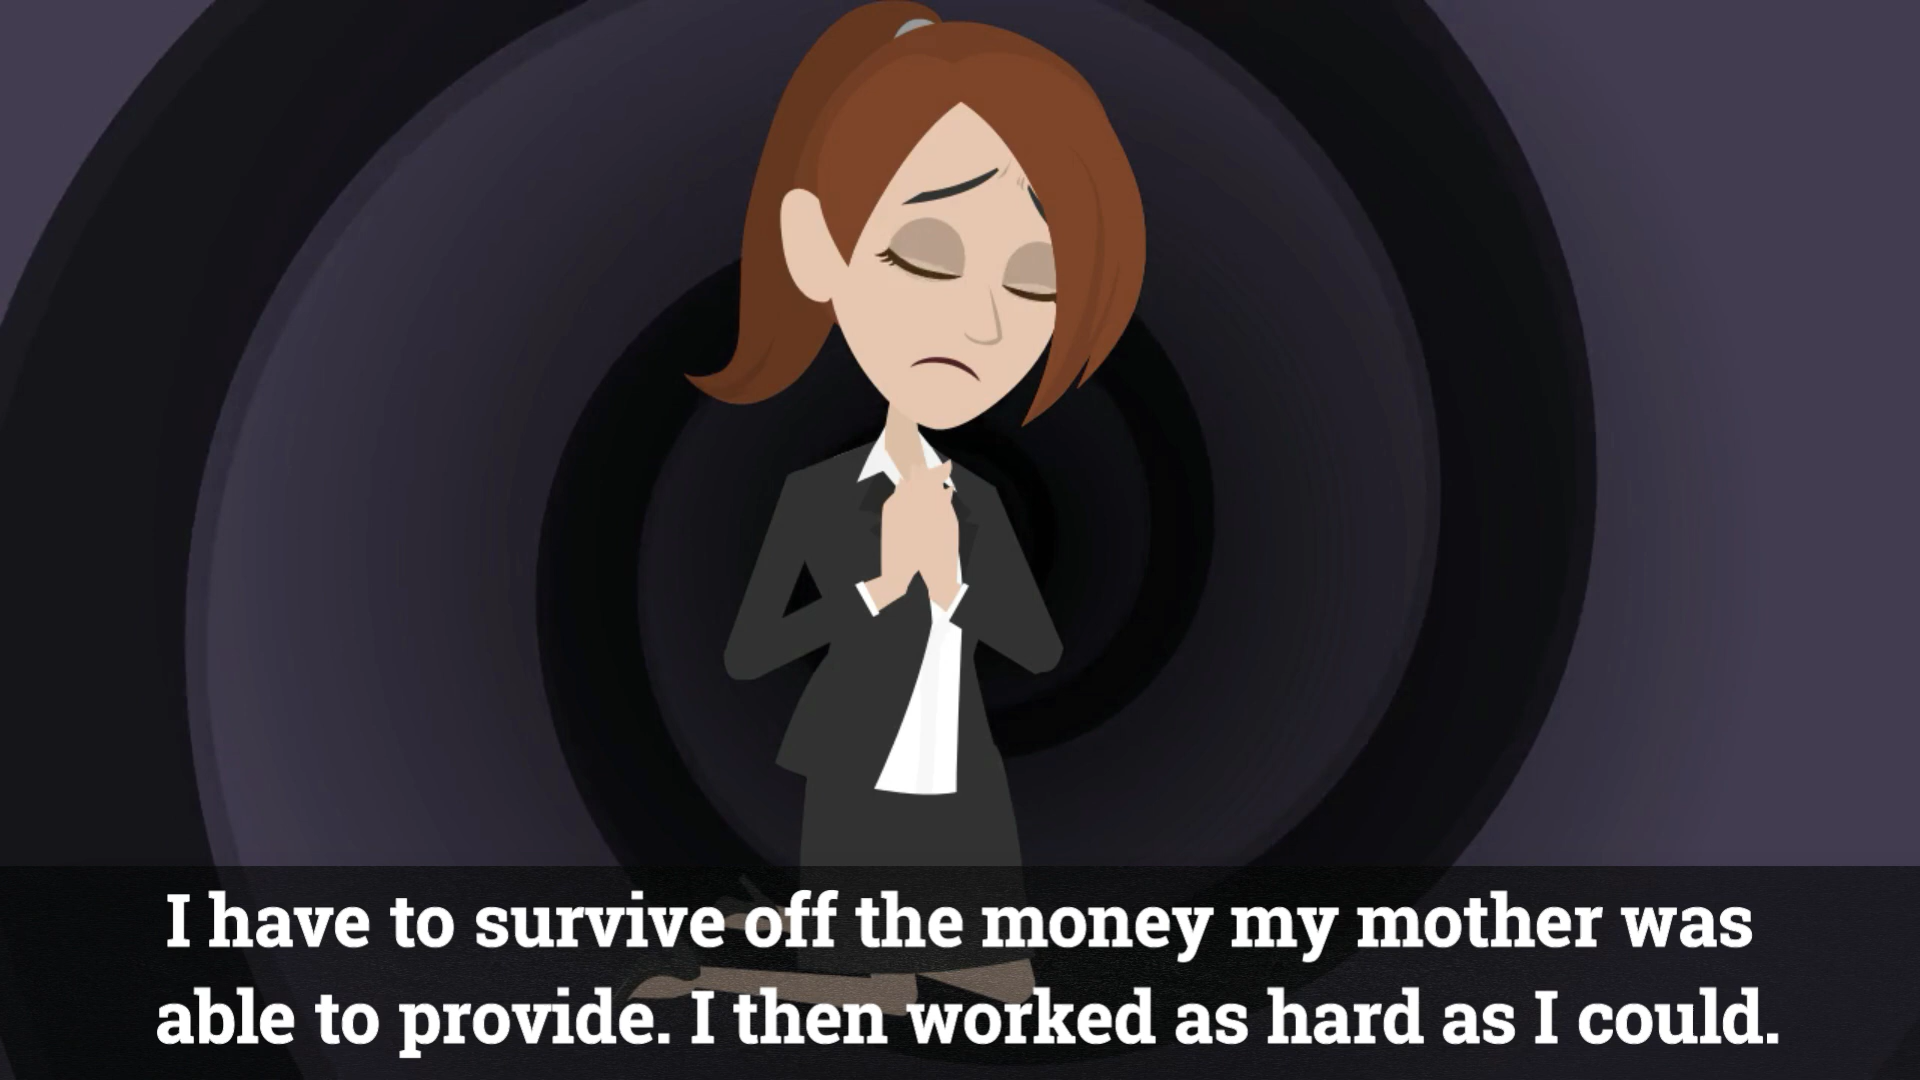 I have to survive off the money my mother was
able to provide. I then worked as hard as I could.